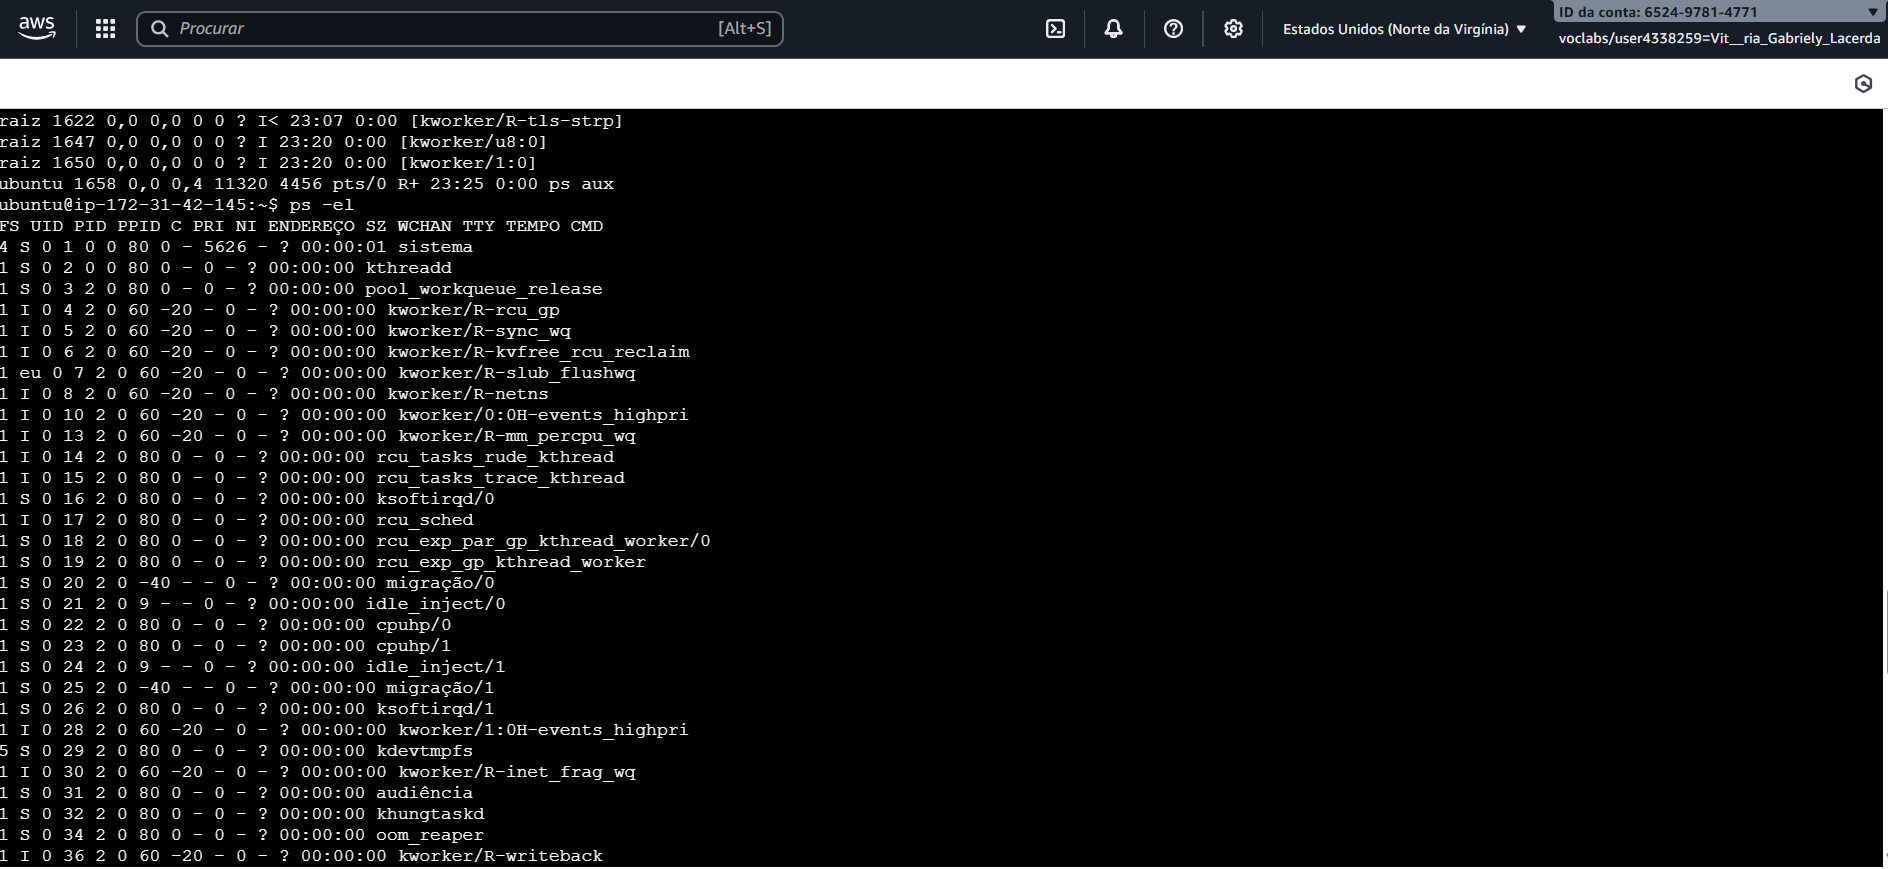 aws
Procurar [Alt+S]
Estados Unidos (Norte da Virgínia) ▼
ID da conta: 6524-9781-4771 ▼
voclabs/user4338259=Vit__ria_Gabriely_Lacerda
raiz 1622 0,0 0,0 0 0 ? I< 23:07 0:00 [kworker/R-tls-strp]
raiz 1647 0,0 0,0 0 0 ? I 23:20 0:00 [kworker/u8:0]
raiz 1650 0,0 0,0 0 0 ? I 23:20 0:00 [kworker/1:0]
ubuntu 1658 0,0 0,4 11320 4456 pts/0 R+ 23:25 0:00 ps aux
ubuntu@ip-172-31-42-145:~$ ps -el
FS UID PID PPID C PRI NI ENDEREÇO SZ WCHAN TTY TEMPO CMD
4 S 0 1 0 0 80 0 - 5626 - ? 00:00:01 sistema
1 S 0 2 0 0 80 0 - 0 - ? 00:00:00 kthreadd
1 S 0 3 2 0 80 0 - 0 - ? 00:00:00 pool_workqueue_release
1 I 0 4 2 0 60 -20 - 0 - ? 00:00:00 kworker/R-rcu_gp
1 I 0 5 2 0 60 -20 - 0 - ? 00:00:00 kworker/R-sync_wq
1 I 0 6 2 0 60 -20 - 0 - ? 00:00:00 kworker/R-kvfree_rcu_reclaim
1 eu 0 7 2 0 60 -20 - 0 - ? 00:00:00 kworker/R-slub_flushwq
1 I 0 8 2 0 60 -20 - 0 - ? 00:00:00 kworker/R-netns
1 I 0 10 2 0 60 -20 - 0 - ? 00:00:00 kworker/0:0H-events_highpri
1 I 0 13 2 0 60 -20 - 0 - ? 00:00:00 kworker/R-mm_percpu_wq
1 I 0 14 2 0 80 0 - 0 - ? 00:00:00 rcu_tasks_rude_kthread
1 I 0 15 2 0 80 0 - 0 - ? 00:00:00 rcu_tasks_trace_kthread
1 S 0 16 2 0 80 0 - 0 - ? 00:00:00 ksoftirqd/0
1 I 0 17 2 0 80 0 - 0 - ? 00:00:00 rcu_sched
1 S 0 18 2 0 80 0 - 0 - ? 00:00:00 rcu_exp_par_gp_kthread_worker/0
1 S 0 19 2 0 80 0 - 0 - ? 00:00:00 rcu_exp_gp_kthread_worker
1 S 0 20 2 0 -40 - - 0 - ? 00:00:00 migração/0
1 S 0 21 2 0 9 - - 0 - ? 00:00:00 idle_inject/0
1 S 0 22 2 0 80 0 - 0 - ? 00:00:00 cpuhp/0
1 S 0 23 2 0 80 0 - 0 - ? 00:00:00 cpuhp/1
1 S 0 24 2 0 9 - - 0 - ? 00:00:00 idle_inject/1
1 S 0 25 2 0 -40 - - 0 - ? 00:00:00 migração/1
1 S 0 26 2 0 80 0 - 0 - ? 00:00:00 ksoftirqd/1
1 I 0 28 2 0 60 -20 - 0 - ? 00:00:00 kworker/1:0H-events_highpri
5 S 0 29 2 0 80 0 - 0 - ? 00:00:00 kdevtmpfs
1 I 0 30 2 0 60 -20 - 0 - ? 00:00:00 kworker/R-inet_frag_wq
1 S 0 31 2 0 80 0 - 0 - ? 00:00:00 audiência
1 S 0 32 2 0 80 0 - 0 - ? 00:00:00 khungtaskd
1 S 0 34 2 0 80 0 - 0 - ? 00:00:00 oom_reaper
1 I 0 36 2 0 60 -20 - 0 - ? 00:00:00 kworker/R-writeback